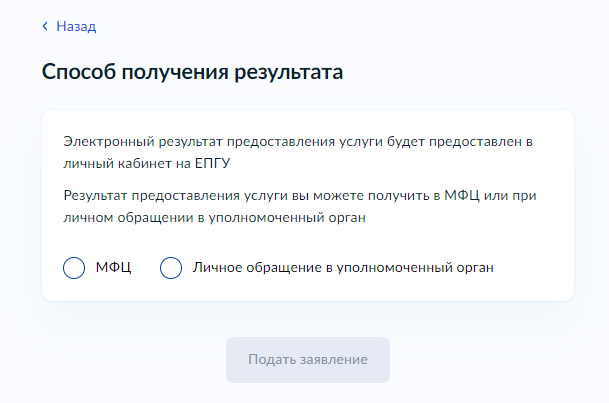 Назад
Способ получения результата
Электронный результат предоставления услуги будет предоставлен в
личный кабинет на ЕПГУ
Результат предоставления услуги вы можете получить в МФЦ или при
личном обращении в уполномоченный орган
МФЦ Личное обращение в уполномоченный орган
Подать заявление